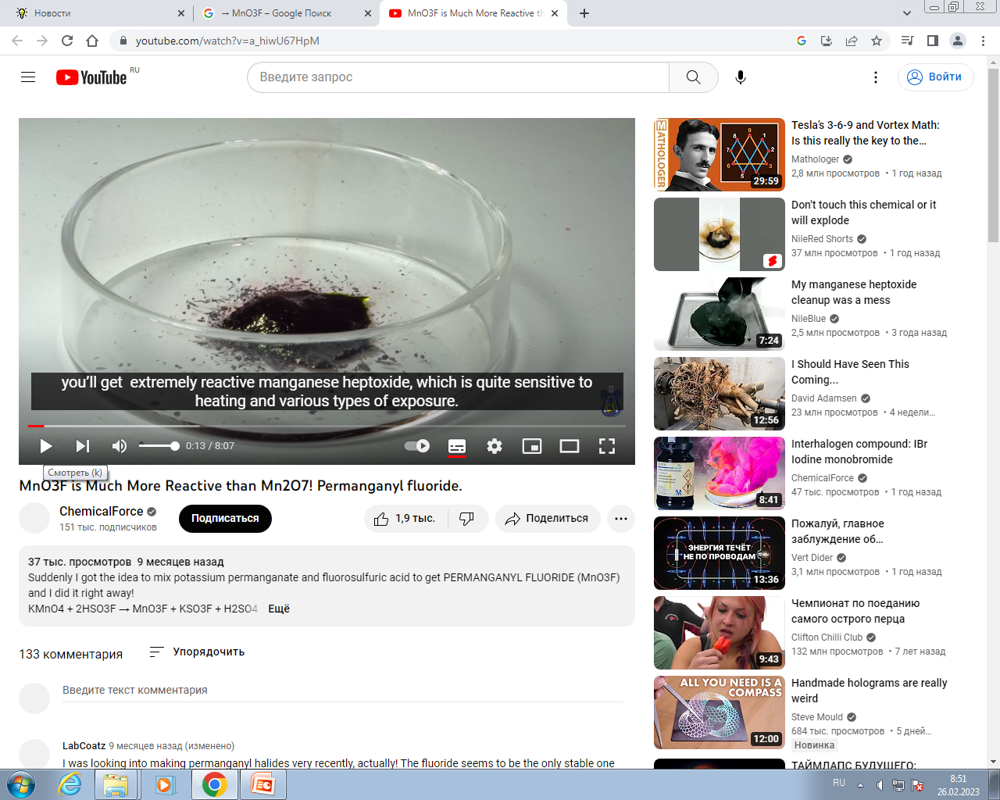 Новости
→ MnO3F – Google Поиск
MnO3F is Much More Reactive th
youtube.com/watch?v=a_hiwU67HpM
YouTube RU
Введите запрос
Войти
you'll get extremely reactive manganese heptoxide, which is quite sensitive to
heating and various types of exposure.
0:13 / 8:07
Смотреть (k)
MnO3F is Much More Reactive than Mn2O7! Permanganyl fluoride.
ChemicalForce
151 тыс. подписчиков
Подписаться
1,9 тыс.
Поделиться
37 тыс. просмотров 9 месяцев назад
Suddenly I got the idea to mix potassium permanganate and fluorosulfuric acid to get PERMANGANYL FLUORIDE (MnO3F)
and I did it right away!
KMnO4 + 2HSO3F → MnO3F + KSO3F + H2SO4 Ещё
133 комментария
Упорядочить
Введите текст комментария
LabCoatz 9 месяцев назад (изменено)
I was looking into making permanganyl halides very recently, actually! The fluoride seems to be the only stable one
MATHOLOGER
9
8
1
7
2
6
3
5
29:59
Tesla's 3-6-9 and Vortex Math:
Is this really the key to the...
Mathologer
2,8 млн просмотров • 1 год назад
Don't touch this chemical or it
will explode
NileRed Shorts
37 млн просмотров • 1 год назад
7:24
My manganese heptoxide
cleanup was a mess
NileBlue
2,5 млн просмотров • 3 года назад
12:56
I Should Have Seen This
Coming...
David Adamsen
23 млн просмотров • 4 недели...
8:41
Interhalogen compound: IBr
Iodine monobromide
ChemicalForce
47 тыс. просмотров • 1 год назад
ЭНЕРГИЯ ТЕЧЁТ
НЕ ПО ПРОВОДАМ
13:36
Пожалуй, главное
заблуждение об...
Vert Dider
3,1 млн просмотров • 1 год назад
9:43
Чемпионат по поеданию
самого острого перца
Clifton Chilli Club
132 млн просмотров • 7 лет назад
ALL YOU NEED IS A
COMPASS
12:00
Handmade holograms are really
weird
Steve Mould
684 тыс. просмотров • 5 дней...
Новинка
ТАЙМЛАПС БУДУЩЕГО:
RU
8:51
26.02.2023